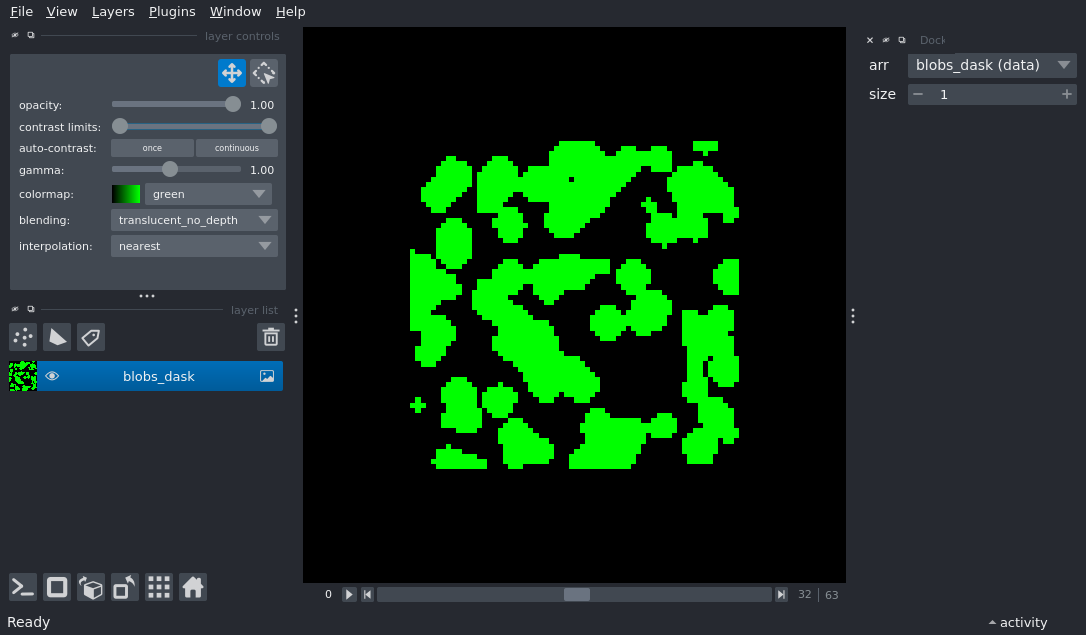 File View Layers Plugins Window Help
layer controls
opacity: 1.00
contrast limits:
auto-contrast: once continuous
gamma: 1.00
colormap: green
blending: translucent_no_depth
interpolation: nearest
layer list
blobs_dask
Dock
arr blobs_dask (data)
size 1
0 32 63
Ready
activity